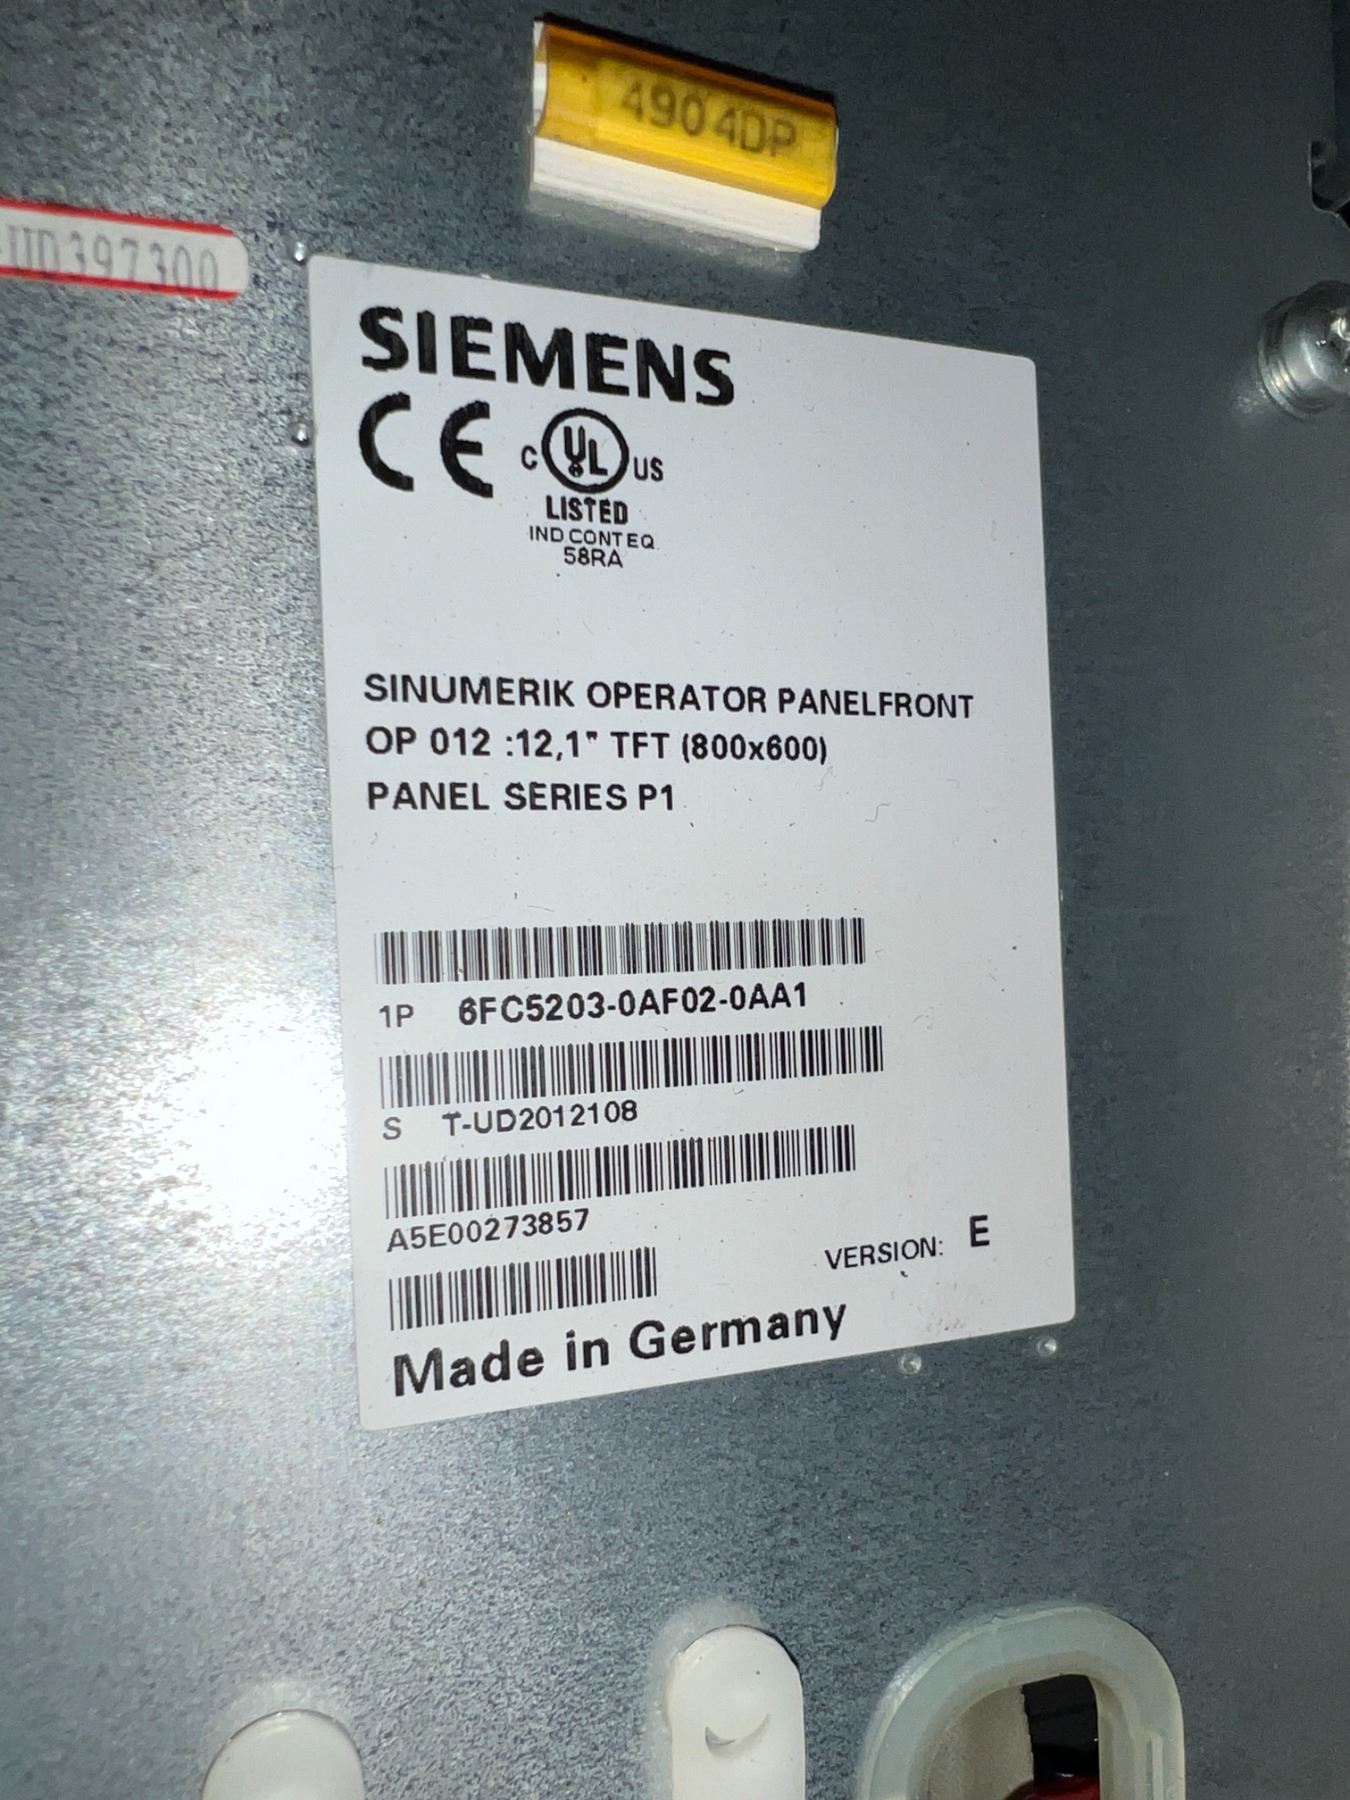 4904DP
UD397300
SIEMENS
CE C UL US
LISTED
IND CONT EQ.
58RA
SINUMERIK OPERATOR PANELFRONT
OP 012 :12,1" TFT (800x600)
PANEL SERIES P1
1P 6FC5203-0AF02-0AA1
S T-UD2012108
A5E00273857
VERSION: E
Made in Germany